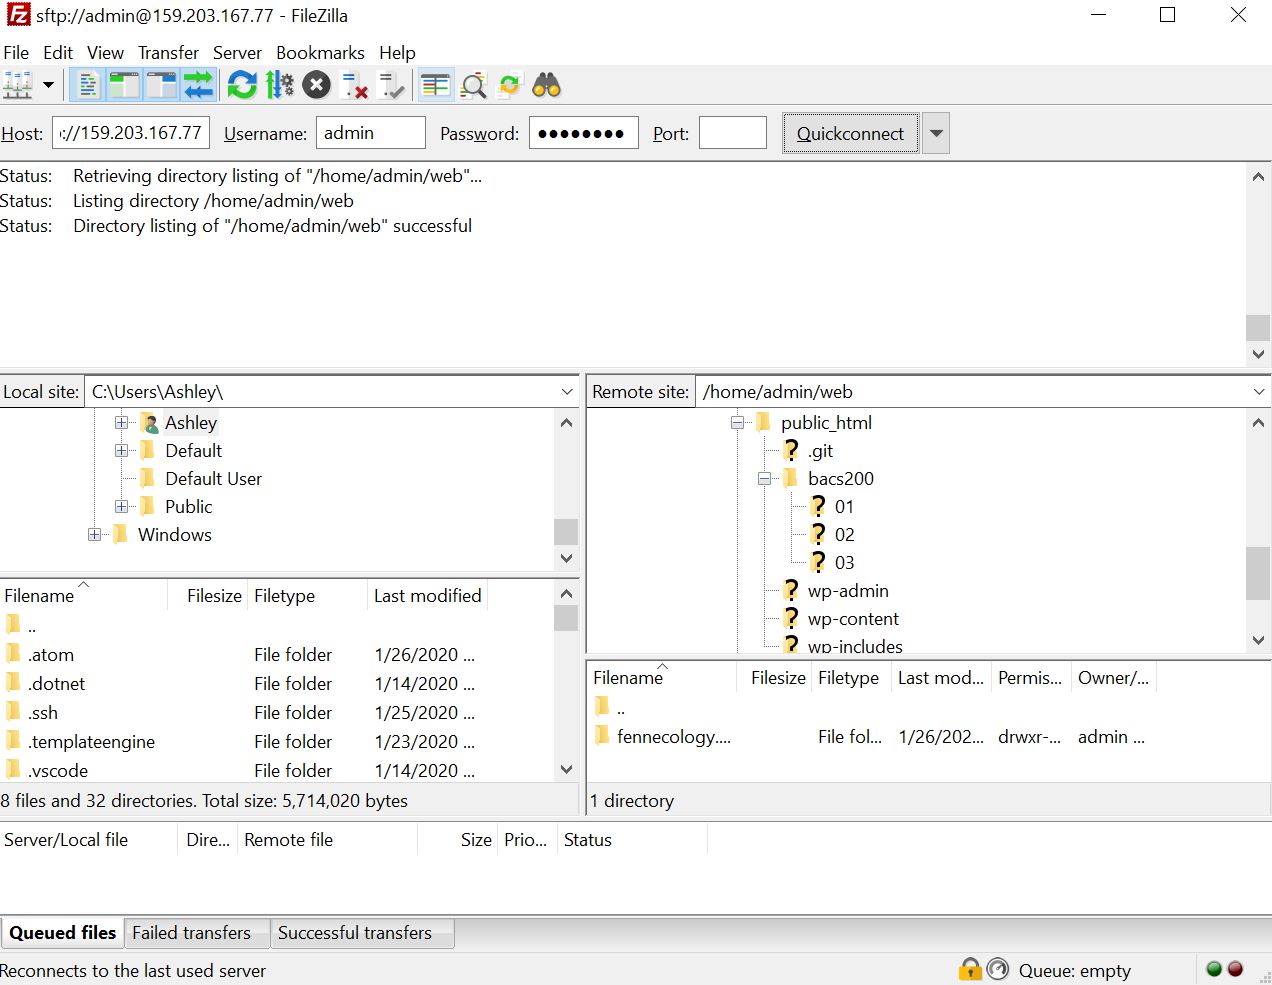 sftp://admin@159.203.167.77 - FileZilla
File Edit View Transfer Server Bookmarks Help
Host: ://159.203.167.77 Username: admin Password: ●●●●●●●● Port: Quickconnect
Status: Retrieving directory listing of "/home/admin/web"...
Status: Listing directory /home/admin/web
Status: Directory listing of "/home/admin/web" successful
Local site: C:\Users\Ashley\
Ashley
Default
Default User
Public
Windows
Filename Filesize Filetype Last modified
..
.atom File folder 1/26/2020 ...
.dotnet File folder 1/14/2020 ...
.ssh File folder 1/25/2020 ...
.templateengine File folder 1/23/2020 ...
.vscode File folder 1/14/2020 ...
8 files and 32 directories. Total size: 5,714,020 bytes
Remote site: /home/admin/web
public_html
? .git
bacs200
? 01
? 02
? 03
? wp-admin
? wp-content
? wp-includes
Filename Filesize Filetype Last mod... Permis... Owner/...
..
fennecology.... File fol... 1/26/202... drwxr-... admin ...
1 directory
Server/Local file Dire... Remote file Size Prio... Status
Queued files Failed transfers Successful transfers
Reconnects to the last used server Queue: empty